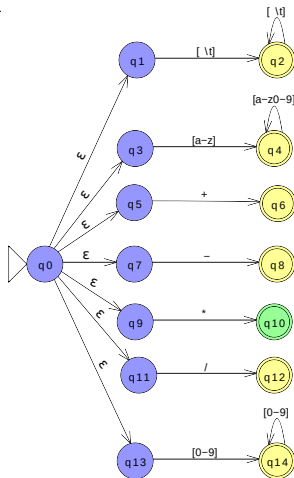 [ \t]
q1 [ \t] q2
[a-z0-9]
ε q3 [a-z] q4
ε
ε q5 + q6
q0 ε q7 - q8
ε
ε q9 * q10
q11 / q12
ε
[0-9]
q13 [0-9] q14